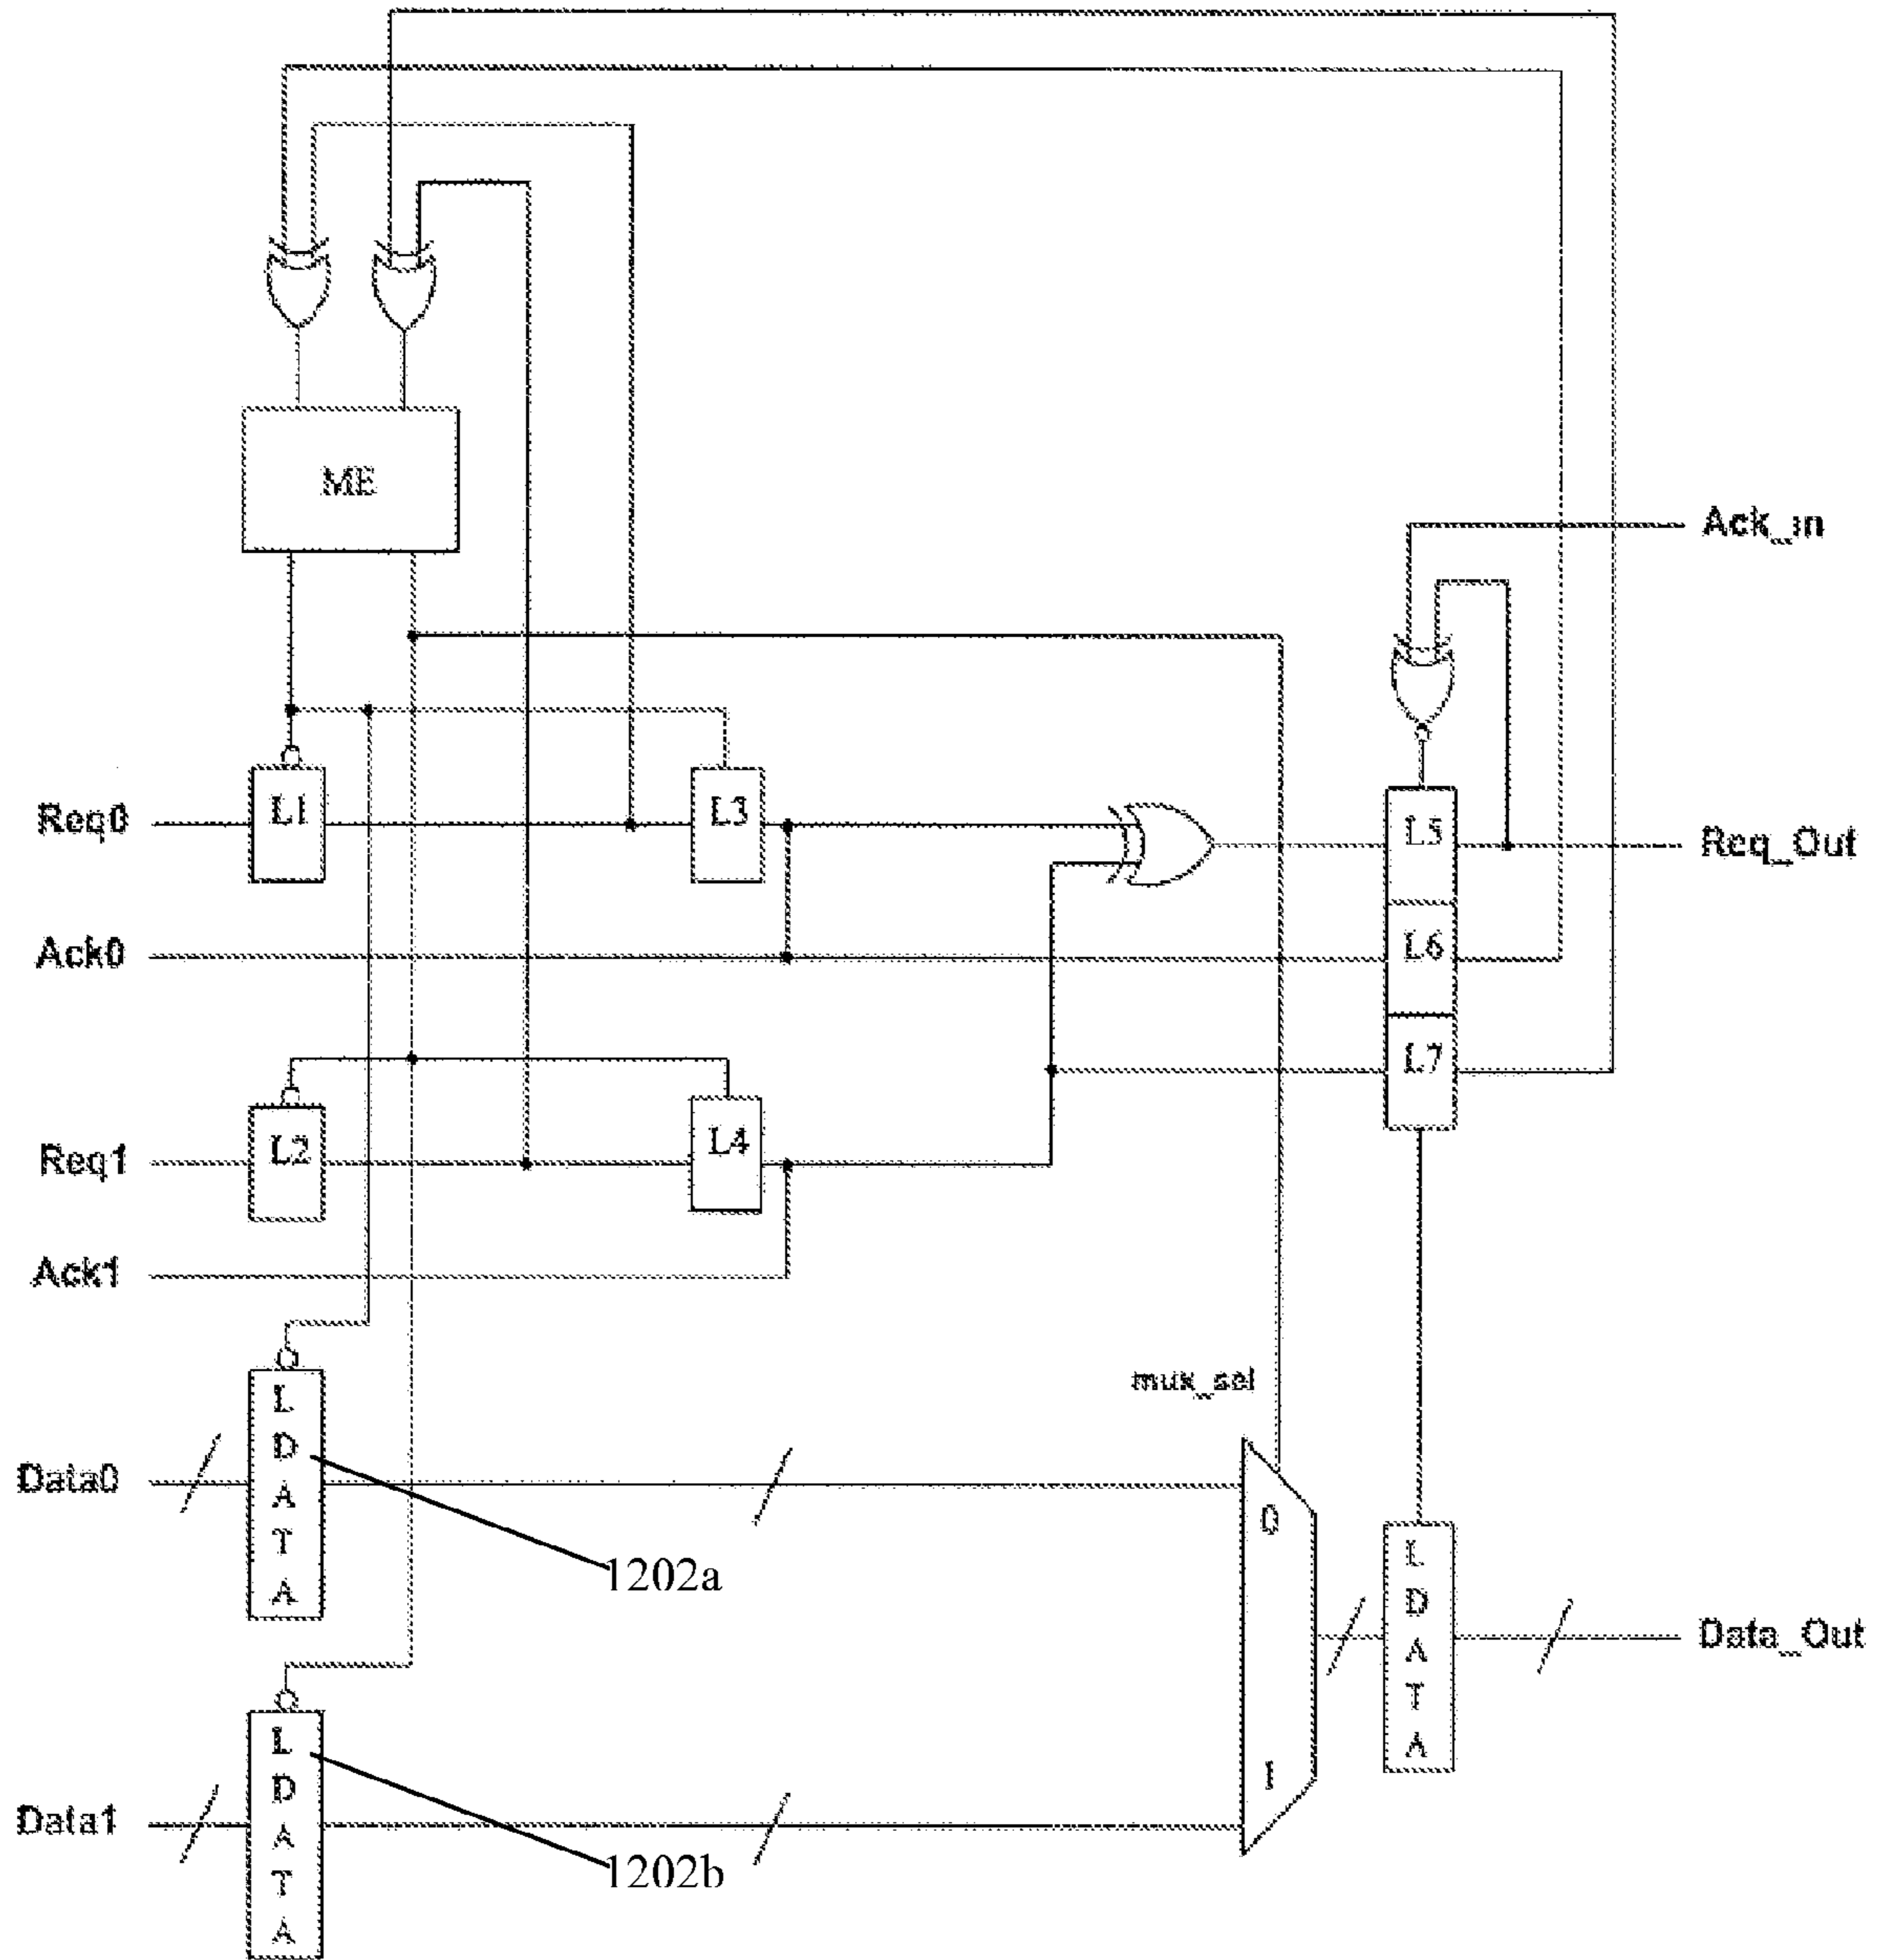 ME
Ack_in
L1
L3
L5
Req0
Req_Out
Ack0
L6
L7
L2
L4
Req1
Ack1
mux_sel
L
D
A
T
A
Data0
0
1202a
L
D
A
T
A
Data_Out
1
L
D
A
T
A
Data1
1202b